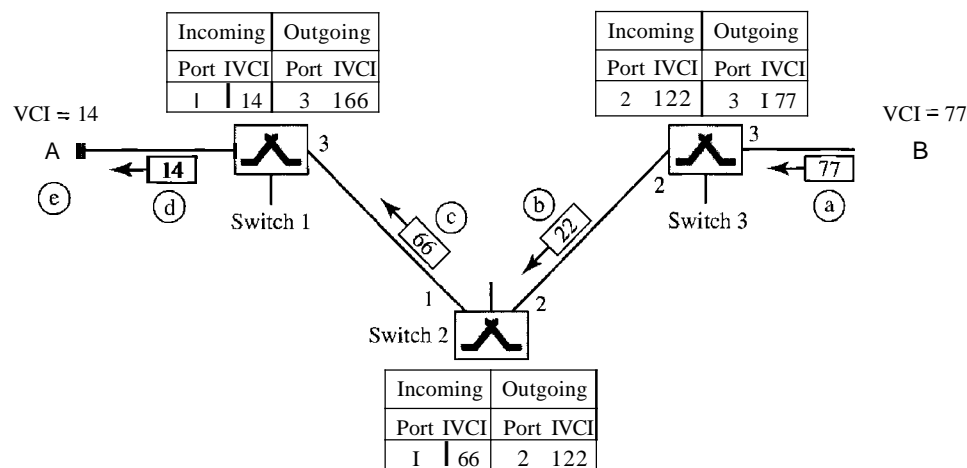 Incoming Outgoing
Port IVCI Port IVCI
I 14 3 166
Incoming Outgoing
Port IVCI Port IVCI
2 122 3 I 77
VCI = 14
VCI = 77
A
3
3
B
14
77
2
e
d
c
b
a
Switch 1
Switch 3
66
22
1
2
Switch 2
Incoming Outgoing
Port IVCI Port IVCI
I 66 2 122